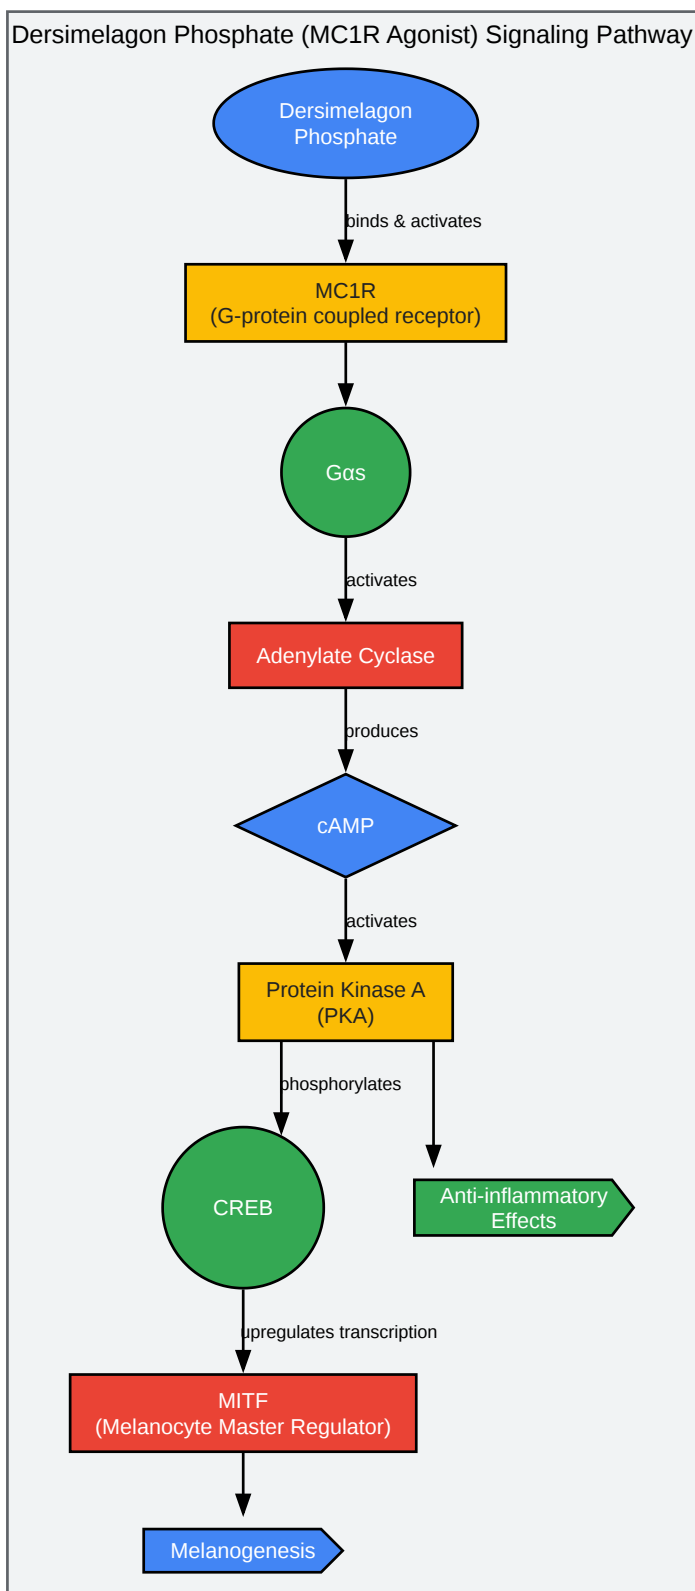 Dersimelagon Phosphate (MC1R Agonist) Signaling Pathway
Dersimelagon
Phosphate
binds & activates
MC1R
(G-protein coupled receptor)
Gαs
activates
Adenylate Cyclase
produces
cAMP
activates
Protein Kinase A
(PKA)
phosphorylates
CREB
Anti-inflammatory
Effects
upregulates transcription
MITF
(Melanocyte Master Regulator)
Melanogenesis